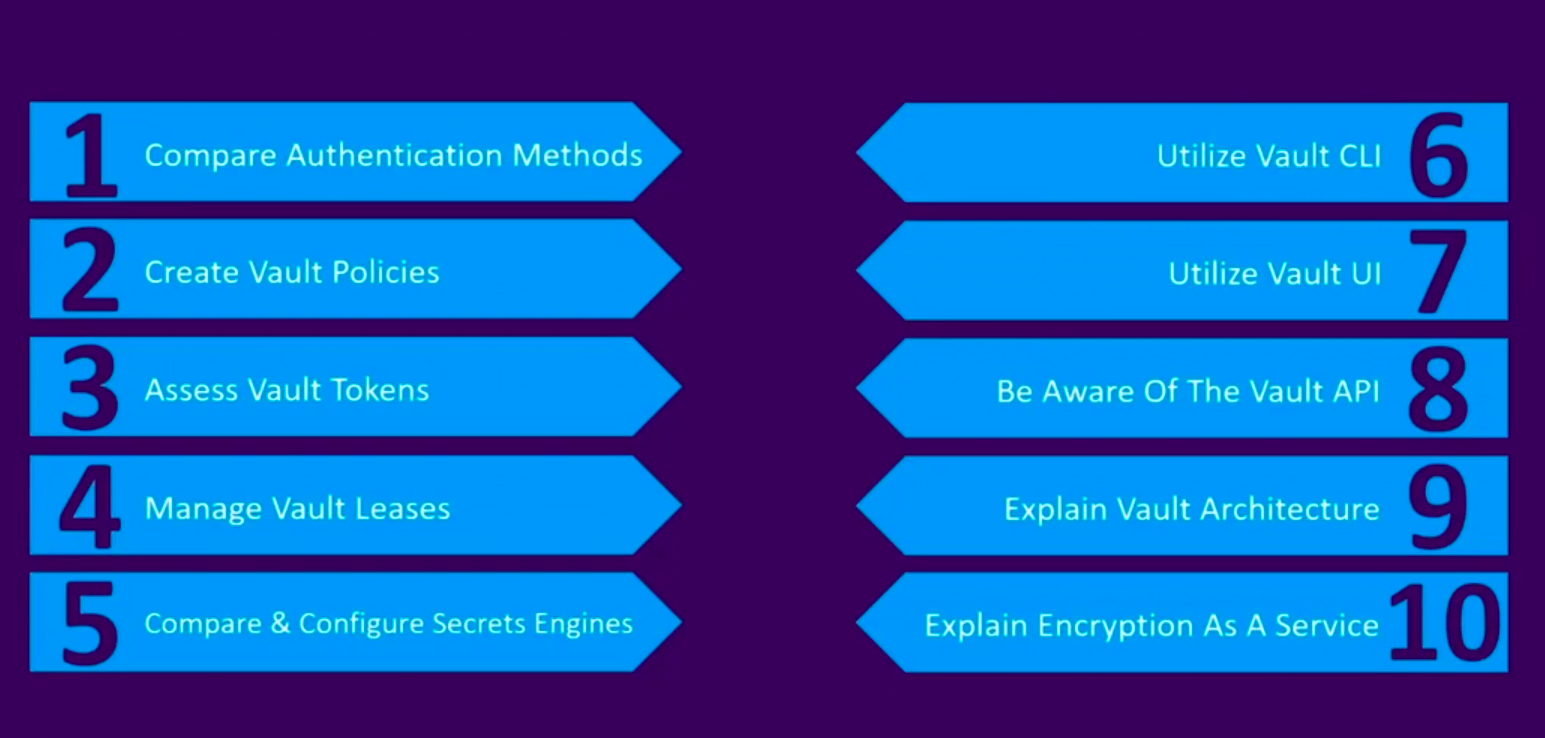 1 Compare Authentication Methods
2 Create Vault Policies
3 Assess Vault Tokens
4 Manage Vault Leases
5 Compare & Configure Secrets Engines
Utilize Vault CLI 6
Utilize Vault UI 7
Be Aware Of The Vault API 8
Explain Vault Architecture 9
Explain Encryption As A Service 10